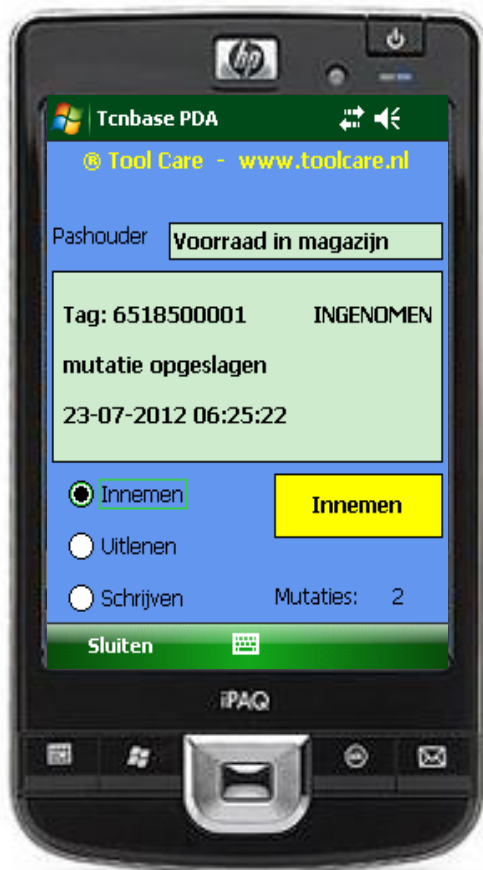 hp
Tcnbase PDA
® Tool Care - www.toolcare.nl
Pashouder Voorraad in magazijn
Tag: 6518500001 INGENOMEN
mutatie opgeslagen
23-07-2012 06:25:22
Innemen Innemen
Uitlenen
Schrijven Mutaties: 2
Sluiten
iPAQ